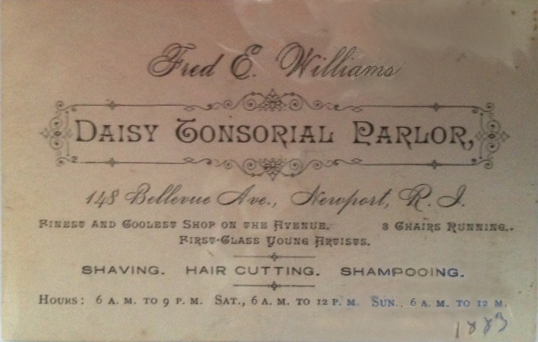 Fred E. Williams
Daisy Tonsorial Parlor,
148 Bellevue Ave., Newport, R. I.
Finest and Coolest Shop on the Avenue. 3 Chairs Running.
First-Class Young Artists.
Shaving. Hair Cutting. Shampooing.
Hours: 6 A. M. to 9 P. M. Sat., 6 A. M. to 12 P. M. Sun., 6 A. M. to 12 M.
1883